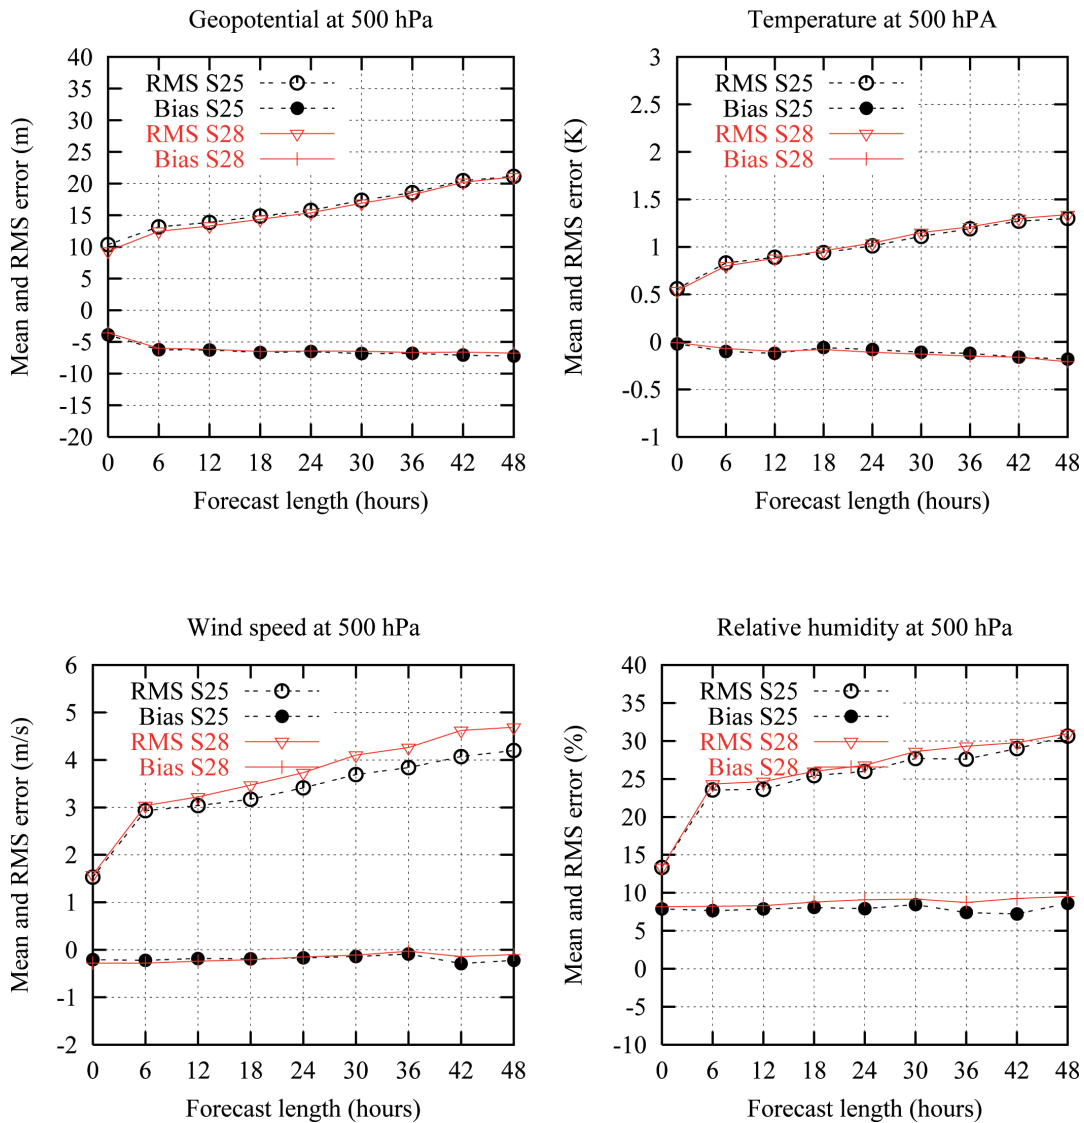 Geopotential at 500 hPa
40
35
30
25
20
15
10
5
0
-5
-10
-15
-20
RMS S25
Bias S25
RMS S28
Bias S28
Mean and RMS error (m)
0 6 12 18 24 30 36 42 48
Forecast length (hours)
Temperature at 500 hPA
3
2.5
2
1.5
1
0.5
0
-0.5
-1
RMS S25
Bias S25
RMS S28
Bias S28
Mean and RMS error (K)
0 6 12 18 24 30 36 42 48
Forecast length (hours)
Wind speed at 500 hPa
6
5
4
3
2
1
0
-1
-2
RMS S25
Bias S25
RMS S28
Bias S28
Mean and RMS error (m/s)
0 6 12 18 24 30 36 42 48
Forecast length (hours)
Relative humidity at 500 hPa
40
35
30
25
20
15
10
5
0
-5
-10
RMS S25
Bias S25
RMS S28
Bias S28
Mean and RMS error (%)
0 6 12 18 24 30 36 42 48
Forecast length (hours)